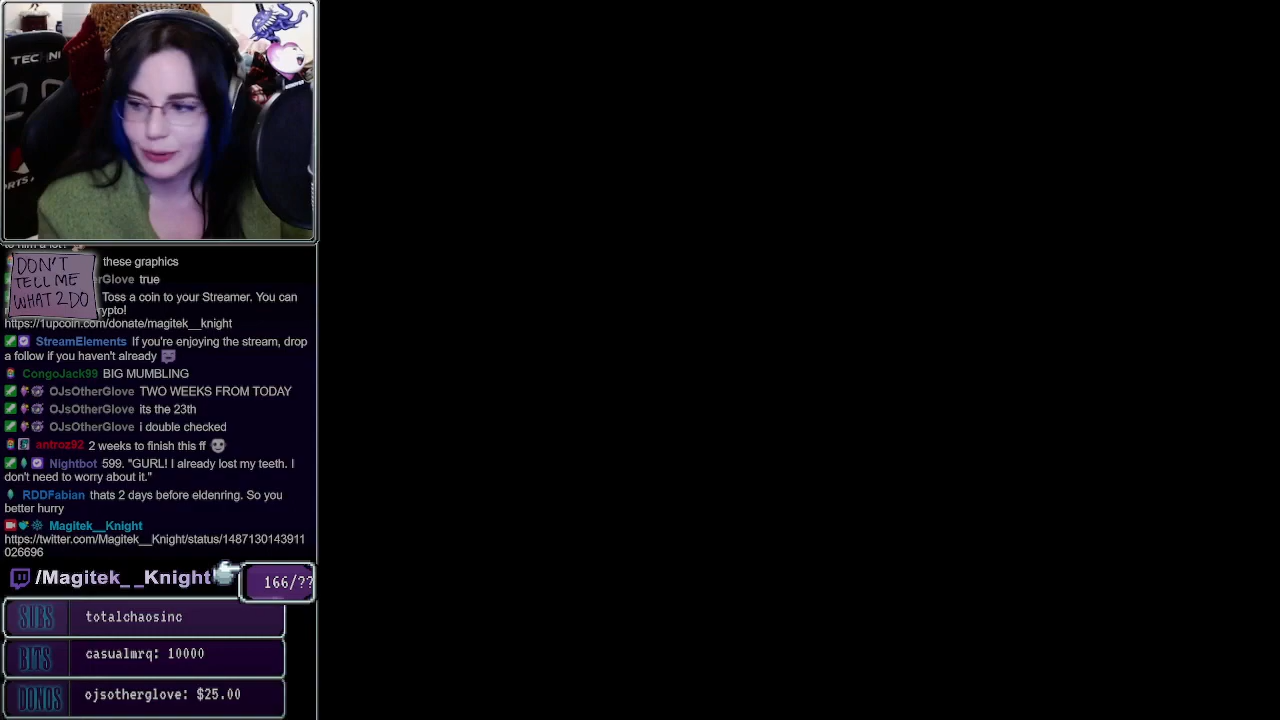 TECHNI
these graphics
DON'T
TELL ME
WHAT 2 DO
rGlove true
Toss a coin to your Streamer. You can
rypto!
https://1upcoin.com/donate/magitek__knight
StreamElements If you're enjoying the stream, drop
a follow if you haven't already
CongoJack99 BIG MUMBLING
OJsOtherGlove TWO WEEKS FROM TODAY
OJsOtherGlove its the 23th
OJsOtherGlove i double checked
antroz92 2 weeks to finish this ff
Nightbot 599. "GURL! I already lost my teeth. I
don't need to worry about it."
RDDFabian thats 2 days before eldenring. So you
better hurry
Magitek__Knight
https://twitter.com/Magitek__Knight/status/1487130143911
026696
/Magitek__Knight
166/??
SUBS totalchaosinc
BITS casualmrq: 10000
DONOS ojsotherglove: $25.00